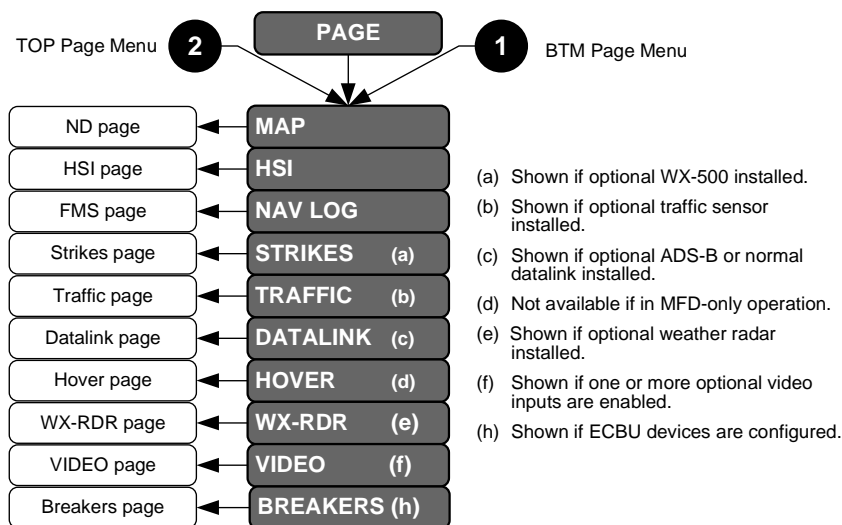 PAGE
TOP Page Menu 2
1 BTM Page Menu
ND page MAP
HSI page HSI
FMS page NAV LOG
Strikes page STRIKES (a)
Traffic page TRAFFIC (b)
Datalink page DATALINK (c)
Hover page HOVER (d)
WX-RDR page WX-RDR (e)
VIDEO page VIDEO (f)
Breakers page BREAKERS (h)
(a) Shown if optional WX-500 installed.
(b) Shown if optional traffic sensor
installed.
(c) Shown if optional ADS-B or normal
datalink installed.
(d) Not available if in MFD-only operation.
(e) Shown if optional weather radar
installed.
(f) Shown if one or more optional video
inputs are enabled.
(h) Shown if ECBU devices are configured.